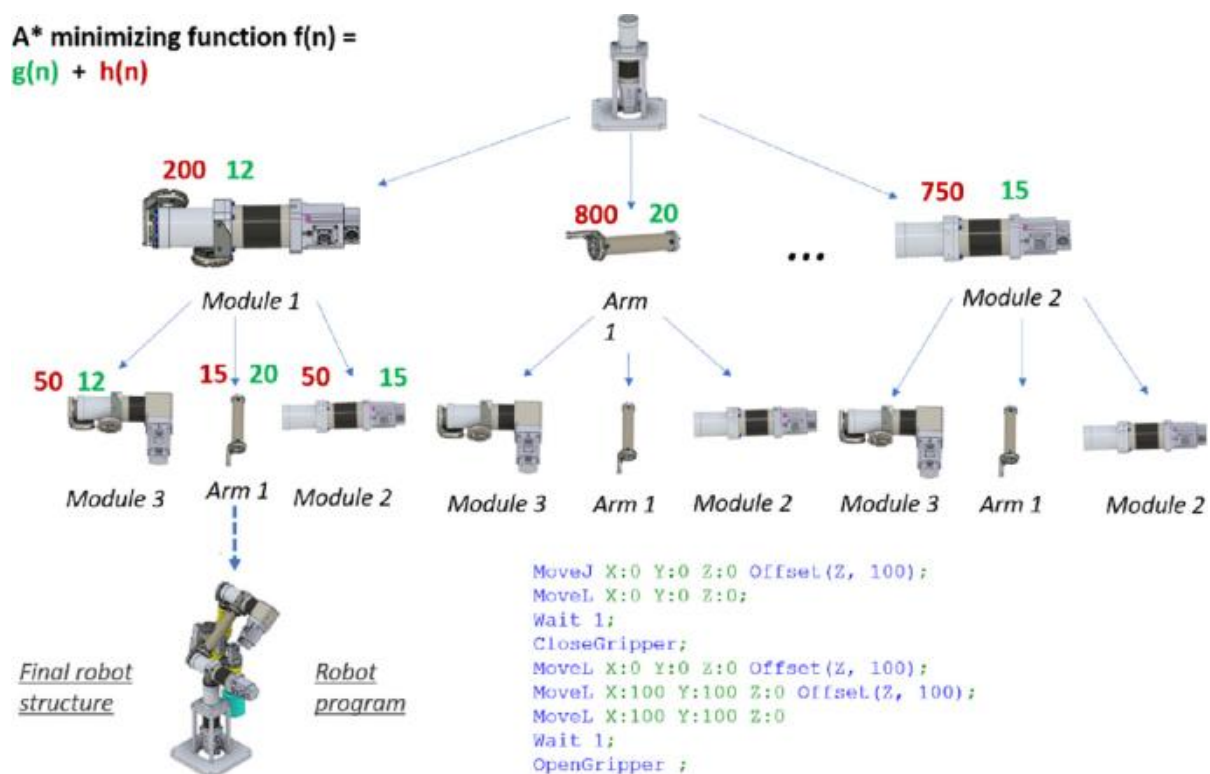 A* minimizing function f(n) =
g(n) + h(n)
200 12
800 20
750 15
...
Module 1
Arm
1
Module 2
50 12
15 20
50 15
Module 3
Arm 1
Module 2
Module 3
Arm 1
Module 2
Module 3
Arm 1
Module 2
Final robot
structure
Robot
program
MoveJ X:0 Y:0 Z:0 Offset(Z, 100);
MoveL X:0 Y:0 Z:0;
Wait 1;
CloseGripper;
MoveL X:0 Y:0 Z:0 Offset(Z, 100);
MoveL X:100 Y:100 Z:0 Offset(Z, 100);
MoveL X:100 Y:100 Z:0
Wait 1;
OpenGripper ;